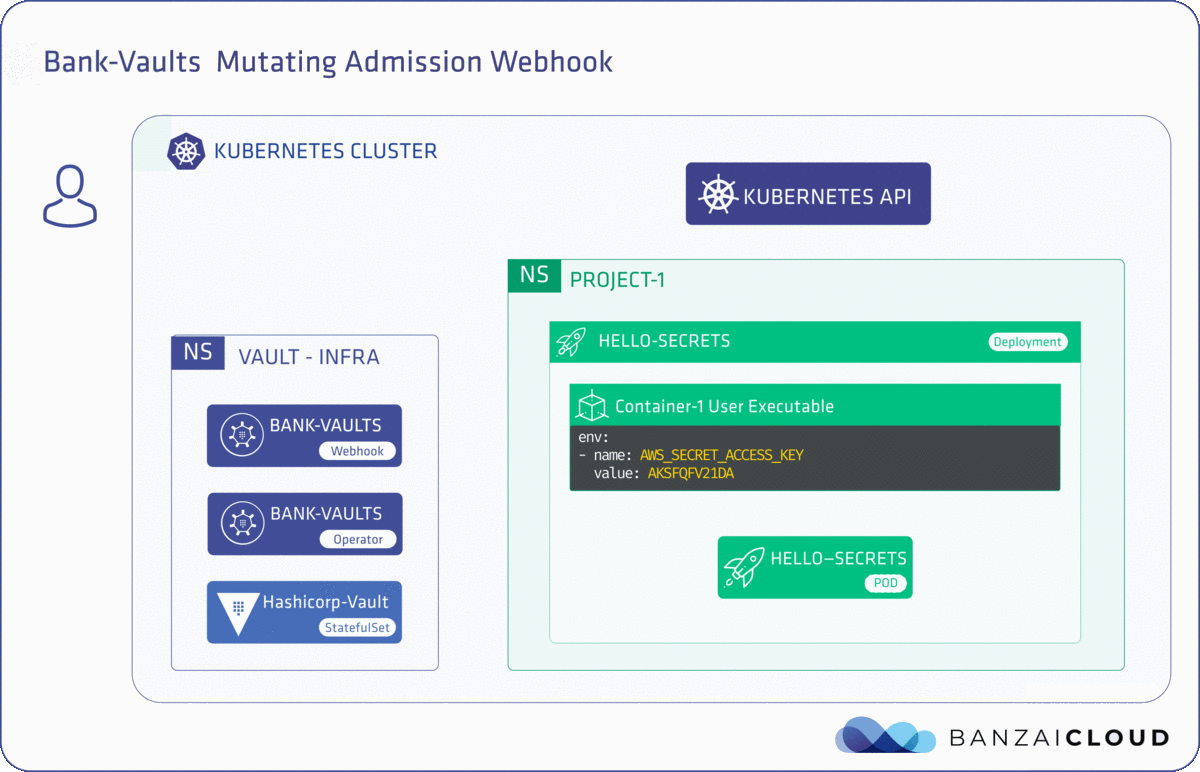 Bank-Vaults Mutating Admission Webhook
KUBERNETES CLUSTER
KUBERNETES API
NS PROJECT-1
HELLO-SECRETS Deployment
Container-1 User Executable
env:
- name: AWS_SECRET_ACCESS_KEY
value: AKSFQFV21DA
HELLO–SECRETS
POD
NS VAULT - INFRA
BANK-VAULTS
Webhook
BANK-VAULTS
Operator
Hashicorp-Vault
StatefulSet
BANZAICLOUD